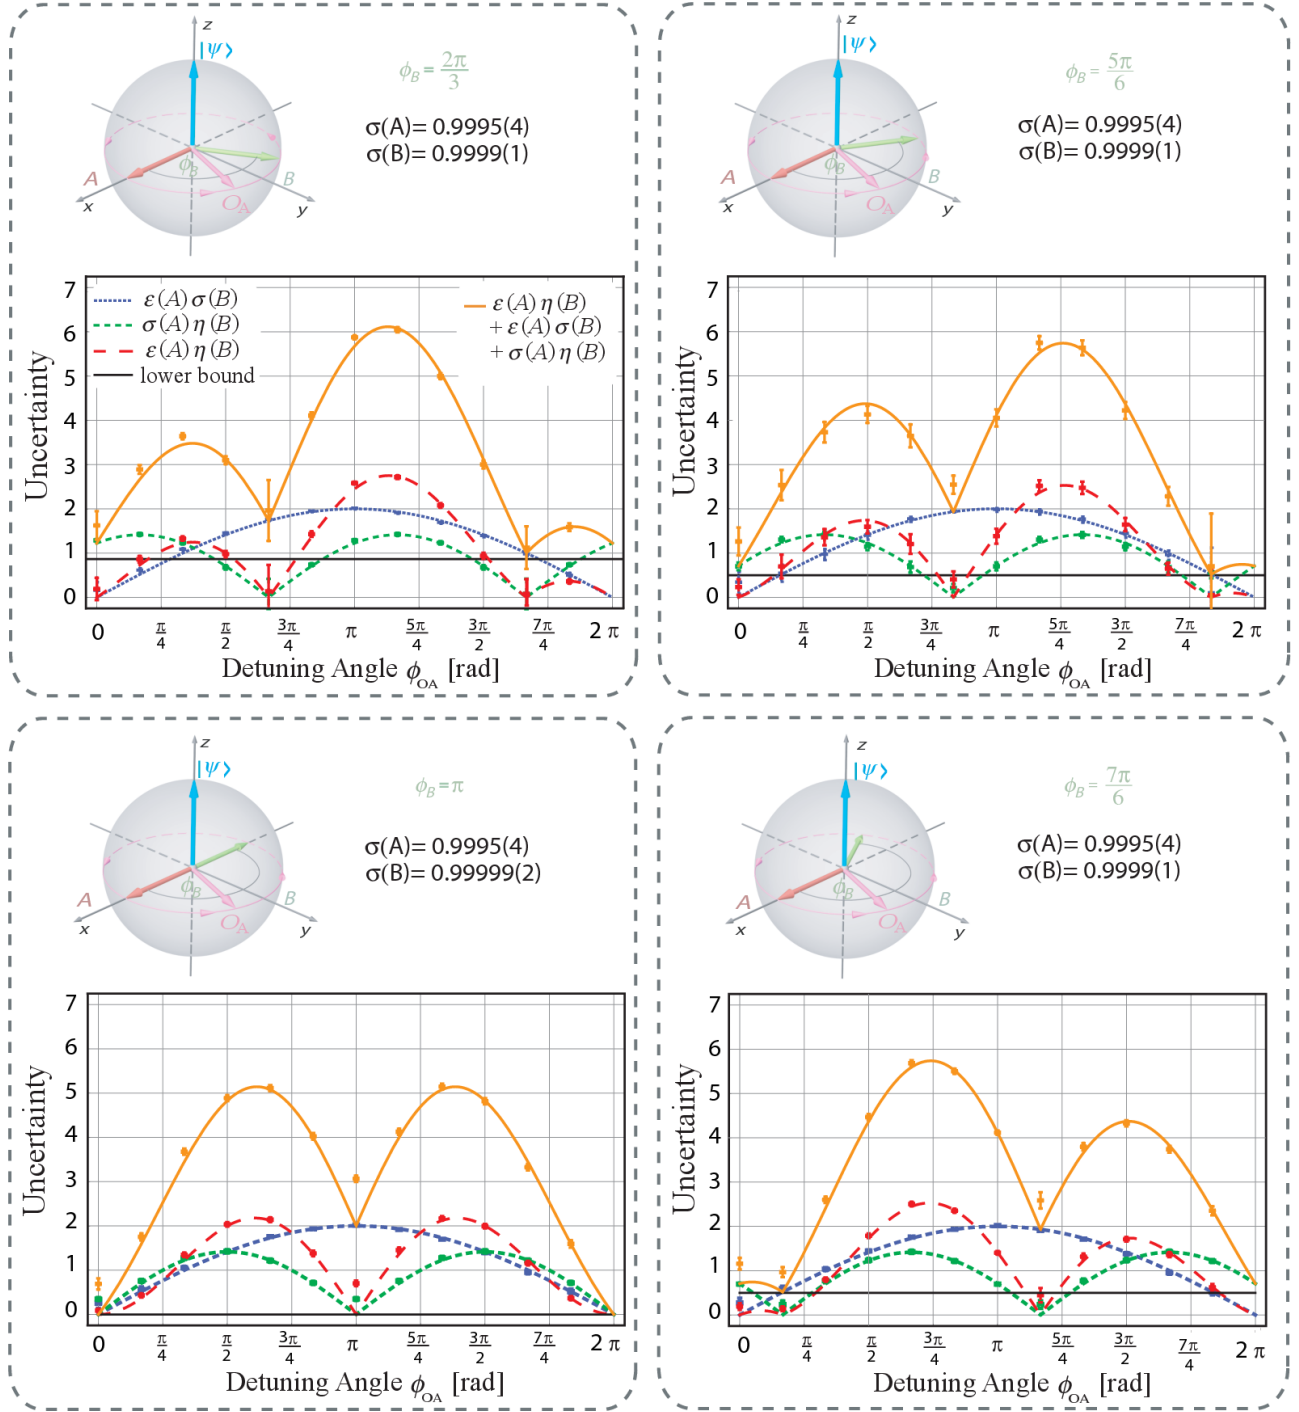 z
|ψ⟩
ϕB = 2π/3
σ(A)= 0.9995(4)
σ(B)= 0.9999(1)
A
ϕB
B
x
OA
y
7
6
5
4
3
2
1
0
Uncertainty
ε(A) σ(B)
σ(A) η(B)
ε(A) η(B)
lower bound
ε(A) η(B)
+ ε(A) σ(B)
+ σ(A) η(B)
0 π/4 π/2 3π/4 π 5π/4 3π/2 7π/4 2 π
Detuning Angle ϕOA [rad]
z
|ψ⟩
ϕB = 5π/6
σ(A)= 0.9995(4)
σ(B)= 0.9999(1)
A
ϕB
B
x
OA
y
7
6
5
4
3
2
1
0
Uncertainty
0 π/4 π/2 3π/4 π 5π/4 3π/2 7π/4 2 π
Detuning Angle ϕOA [rad]
z
|ψ⟩
ϕB = π
σ(A)= 0.9995(4)
σ(B)= 0.99999(2)
A
ϕB
B
x
OA
y
7
6
5
4
3
2
1
0
Uncertainty
0 π/4 π/2 3π/4 π 5π/4 3π/2 7π/4 2 π
Detuning Angle ϕOA [rad]
z
|ψ⟩
ϕB = 7π/6
σ(A)= 0.9995(4)
σ(B)= 0.9999(1)
A
ϕB
B
x
OA
y
7
6
5
4
3
2
1
0
Uncertainty
0 π/4 π/2 3π/4 π 5π/4 3π/2 7π/4 2 π
Detuning Angle ϕOA [rad]